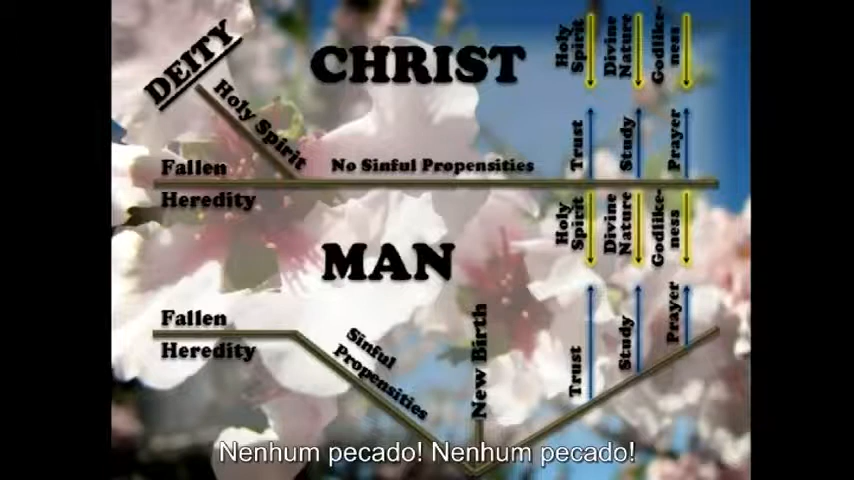 DEITY
CHRIST
Holy Spirit
Holy
Spirit
Divine
Nature
Godlike-
ness
Trust
Study
Prayer
Fallen
No Sinful Propensities
Heredity
Holy
Spirit
Divine
Nature
Godlike-
ness
MAN
Fallen
Heredity
Sinful
Propensities
New Birth
Trust
Study
Prayer
Nenhum pecado! Nenhum pecado!